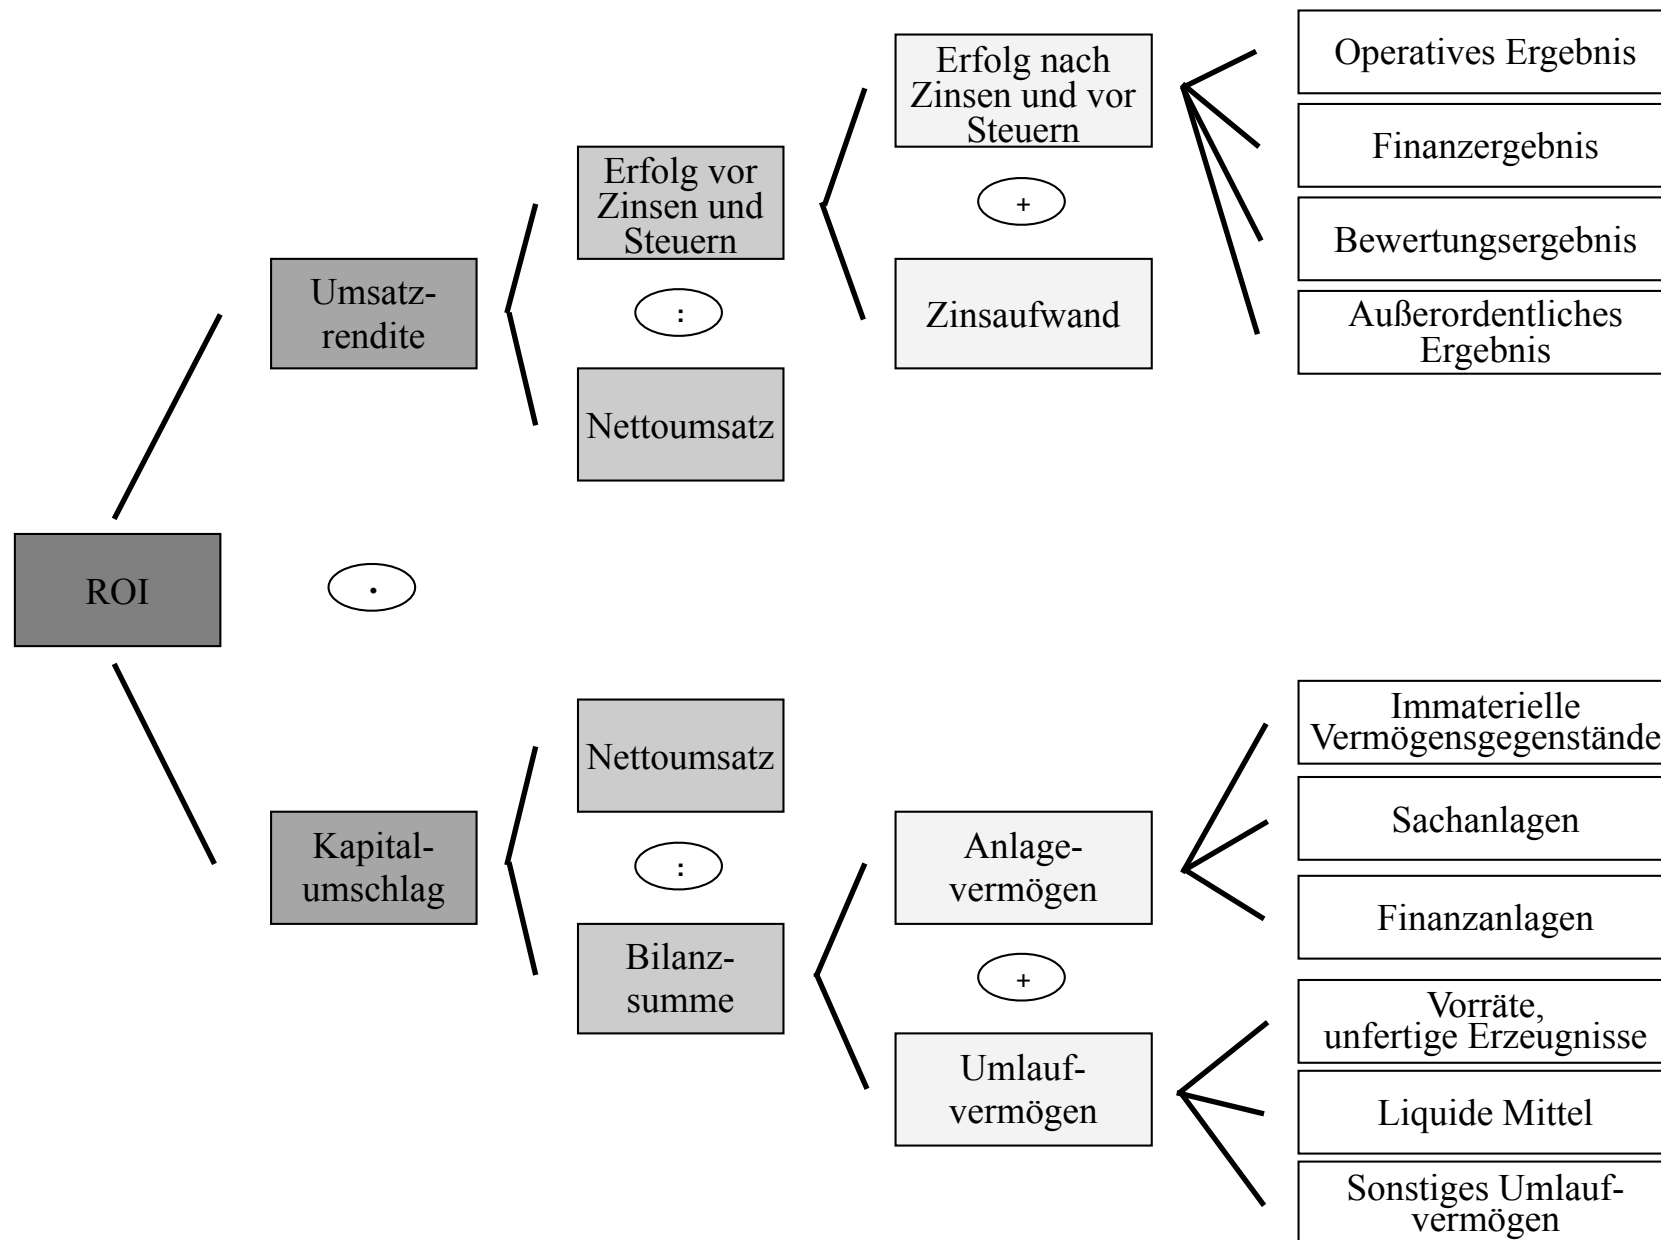 Operatives Ergebnis
Erfolg nach
Zinsen und vor
Steuern
Finanzergebnis
Erfolg vor
Zinsen und
Steuern
+
Bewertungsergebnis
Umsatz-
rendite
:
Zinsaufwand
Außerordentliches
Ergebnis
Nettoumsatz
ROI
·
Immaterielle
Vermögensgegenstände
Nettoumsatz
Sachanlagen
Kapital-
umschlag
:
Anlage-
vermögen
Finanzanlagen
Bilanz-
summe
+
Vorräte,
unfertige Erzeugnisse
Umlauf-
vermögen
Liquide Mittel
Sonstiges Umlauf-
vermögen